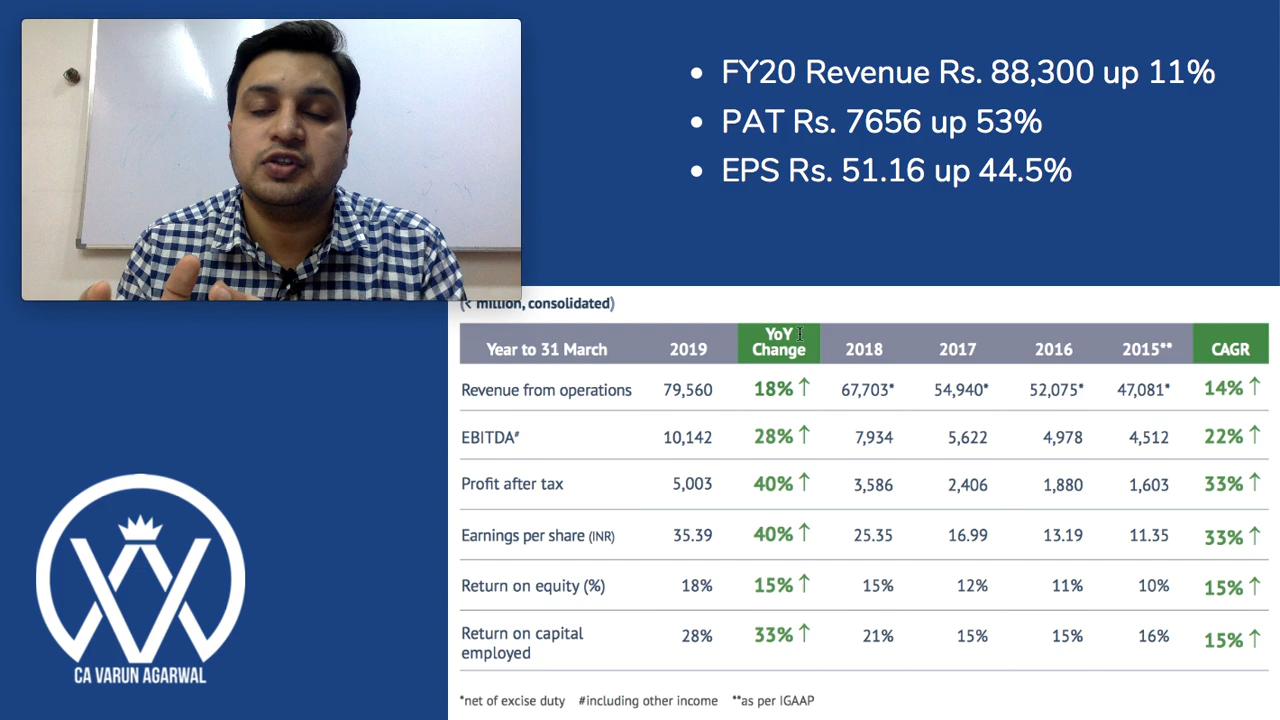 • FY20 Revenue Rs. 88,300 up 11%
• PAT Rs. 7656 up 53%
• EPS Rs. 51.16 up 44.5%
(₹ million, consolidated)
Year to 31 March 2019 YoY Change 2018 2017 2016 2015** CAGR
Revenue from operations 79,560 18% ↑ 67,703* 54,940* 52,075* 47,081* 14% ↑
EBITDA# 10,142 28% ↑ 7,934 5,622 4,978 4,512 22% ↑
Profit after tax 5,003 40% ↑ 3,586 2,406 1,880 1,603 33% ↑
Earnings per share (INR) 35.39 40% ↑ 25.35 16.99 13.19 11.35 33% ↑
Return on equity (%) 18% 15% ↑ 15% 12% 11% 10% 15% ↑
Return on capital employed 28% 33% ↑ 21% 15% 15% 16% 15% ↑
*net of excise duty #including other income **as per IGAAP
CA VARUN AGARWAL